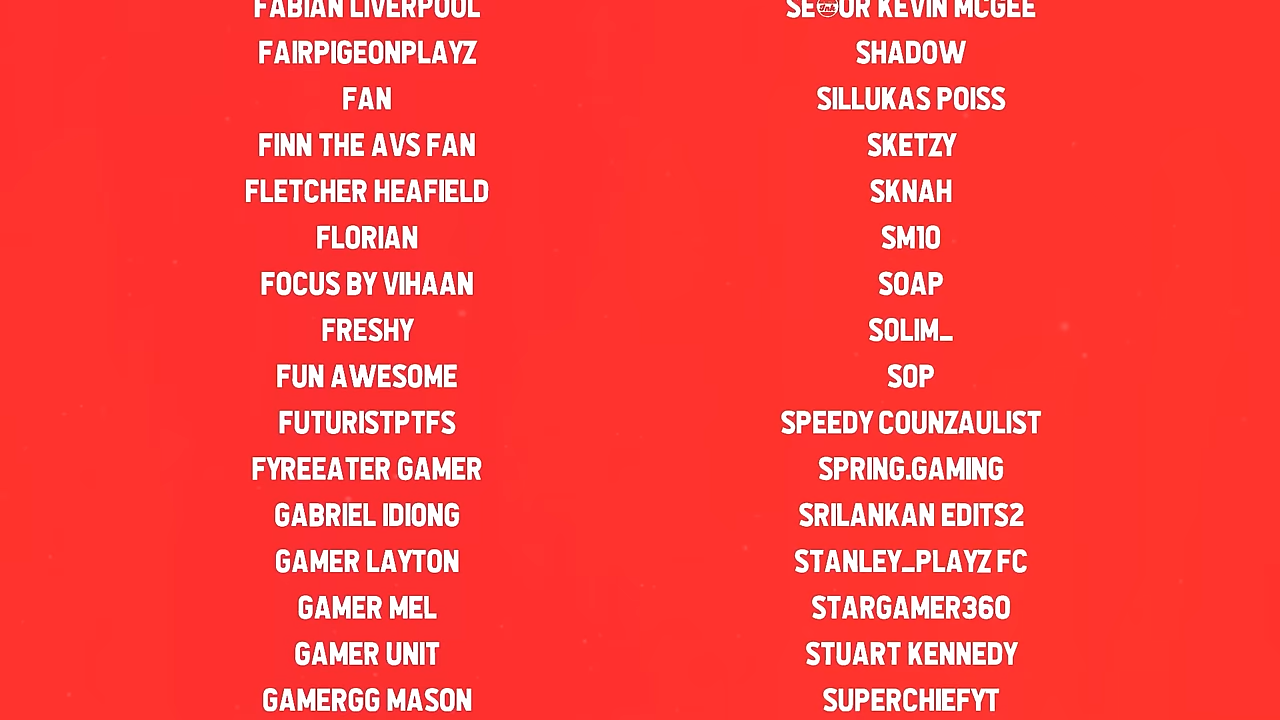 FABIAN LIVERPOOL
FAIRPIGEONPLAYZ
FAN
FINN THE AVS FAN
FLETCHER HEAFIELD
FLORIAN
FOCUS BY VIHAAN
FRESHY
FUN AWESOME
FUTURISTPTFS
FYREEATER GAMER
GABRIEL IDIONG
GAMER LAYTON
GAMER MEL
GAMER UNIT
GAMERGG MASON
KEVIN MCGEE
SHADOW
SILLUKAS POISS
SKETZY
SKNAH
SM10
SOAP
SOLIM_
SOP
SPEEDY COUNZAULIST
SPRING.GAMING
SRILANKAN EDITS2
STANLEY_PLAYZ FC
STARGAMER360
STUART KENNEDY
SUPERCHIEFYT